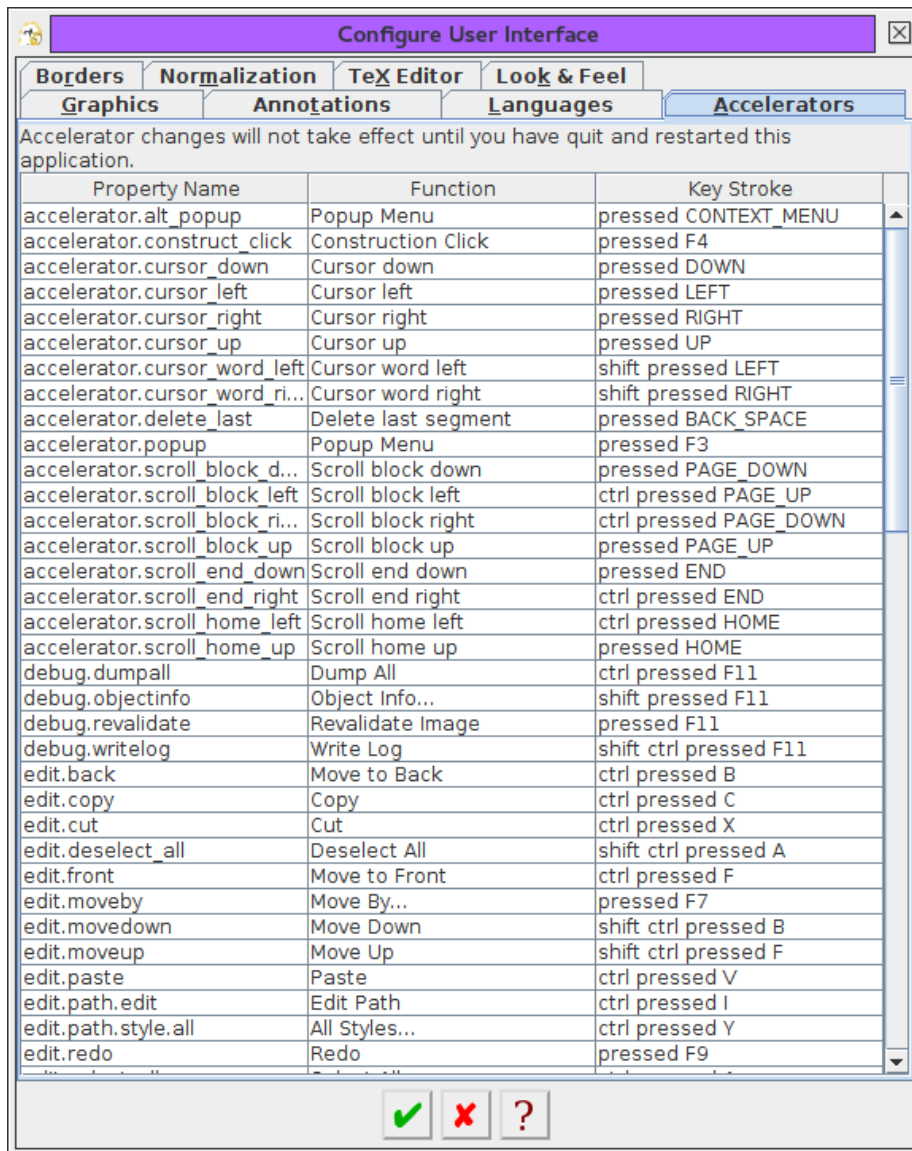 Configure User Interface
Borders Normalization TeX Editor Look & Feel
Graphics Annotations Languages Accelerators
Accelerator changes will not take effect until you have quit and restarted this
application.
Property Name Function Key Stroke
accelerator.alt_popup Popup Menu pressed CONTEXT_MENU
accelerator.construct_click Construction Click pressed F4
accelerator.cursor_down Cursor down pressed DOWN
accelerator.cursor_left Cursor left pressed LEFT
accelerator.cursor_right Cursor right pressed RIGHT
accelerator.cursor_up Cursor up pressed UP
accelerator.cursor_word_left Cursor word left shift pressed LEFT
accelerator.cursor_word_ri... Cursor word right shift pressed RIGHT
accelerator.delete_last Delete last segment pressed BACK_SPACE
accelerator.popup Popup Menu pressed F3
accelerator.scroll_block_d... Scroll block down pressed PAGE_DOWN
accelerator.scroll_block_left Scroll block left ctrl pressed PAGE_UP
accelerator.scroll_block_ri... Scroll block right ctrl pressed PAGE_DOWN
accelerator.scroll_block_up Scroll block up pressed PAGE_UP
accelerator.scroll_end_down Scroll end down pressed END
accelerator.scroll_end_right Scroll end right ctrl pressed END
accelerator.scroll_home_left Scroll home left ctrl pressed HOME
accelerator.scroll_home_up Scroll home up pressed HOME
debug.dumpall Dump All ctrl pressed F11
debug.objectinfo Object Info... shift pressed F11
debug.revalidate Revalidate Image pressed F11
debug.writelog Write Log shift ctrl pressed F11
edit.back Move to Back ctrl pressed B
edit.copy Copy ctrl pressed C
edit.cut Cut ctrl pressed X
edit.deselect_all Deselect All shift ctrl pressed A
edit.front Move to Front ctrl pressed F
edit.moveby Move By... pressed F7
edit.movedown Move Down shift ctrl pressed B
edit.moveup Move Up shift ctrl pressed F
edit.paste Paste ctrl pressed V
edit.path.edit Edit Path ctrl pressed I
edit.path.style.all All Styles... ctrl pressed Y
edit.redo Redo pressed F9
?